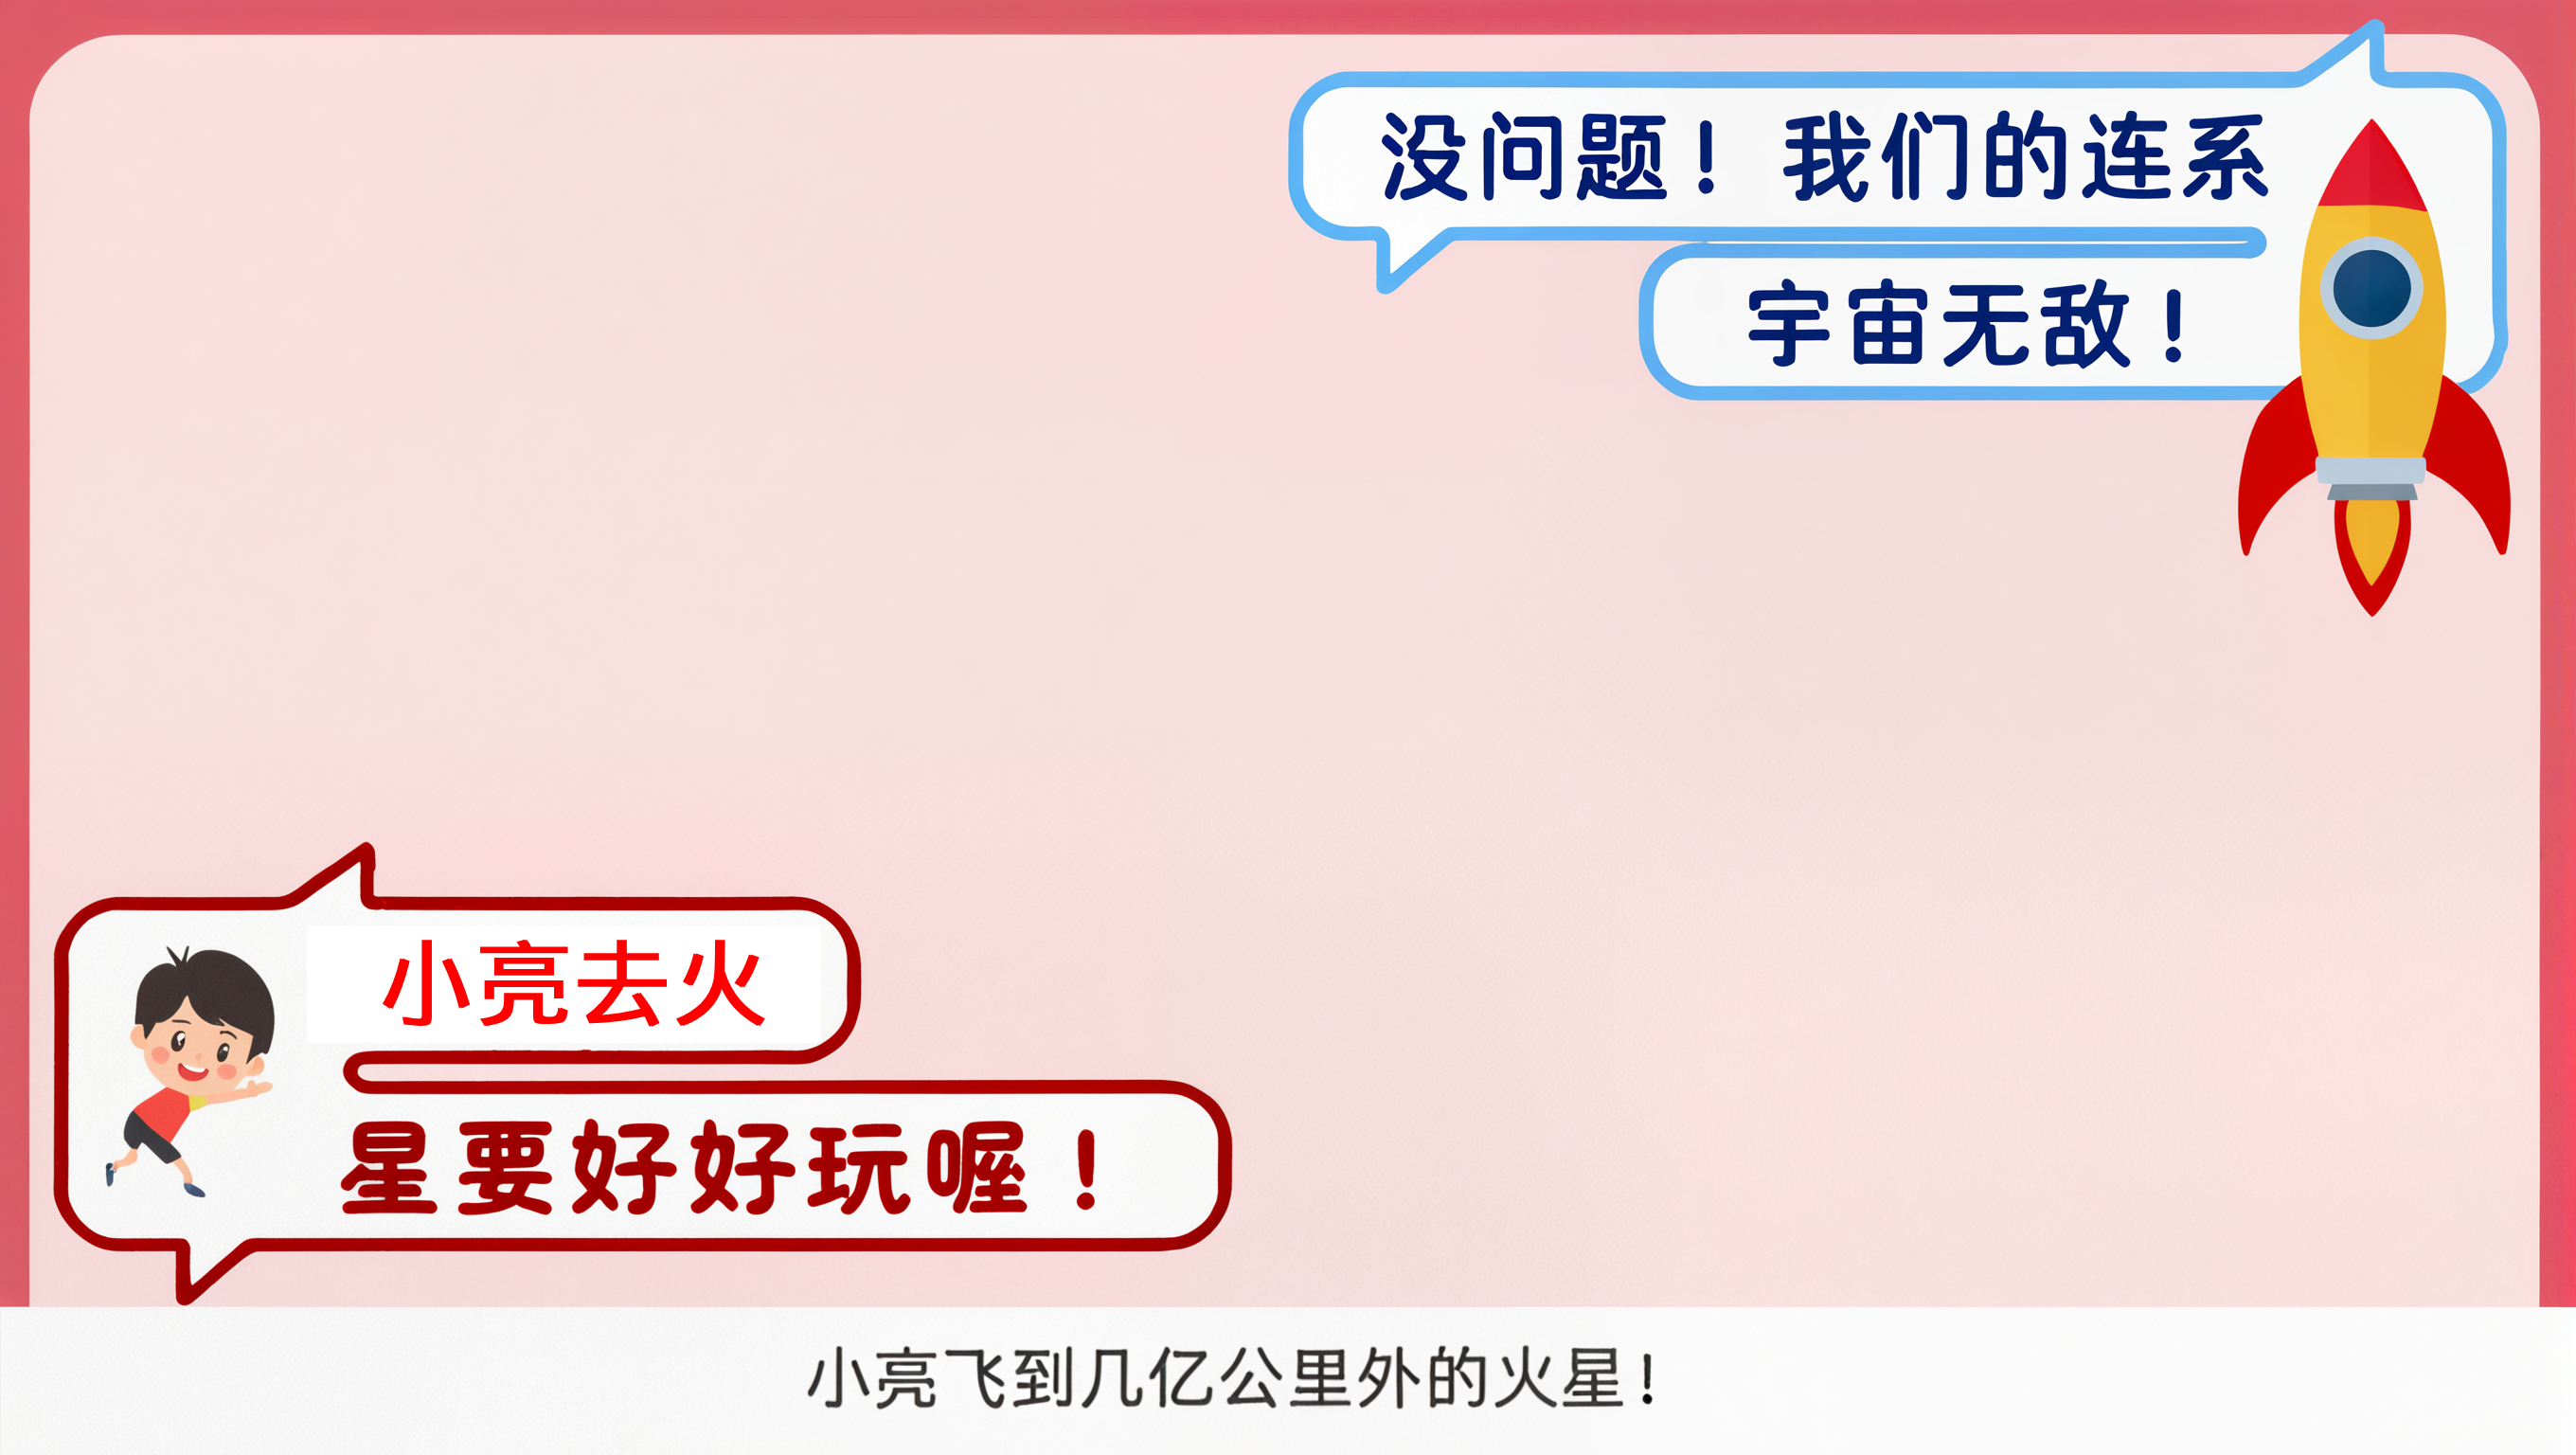 没问题！我们的连系
宇宙无敌！
小亮去火
星要好好玩喔！
小亮飞到几亿公里外的火星！